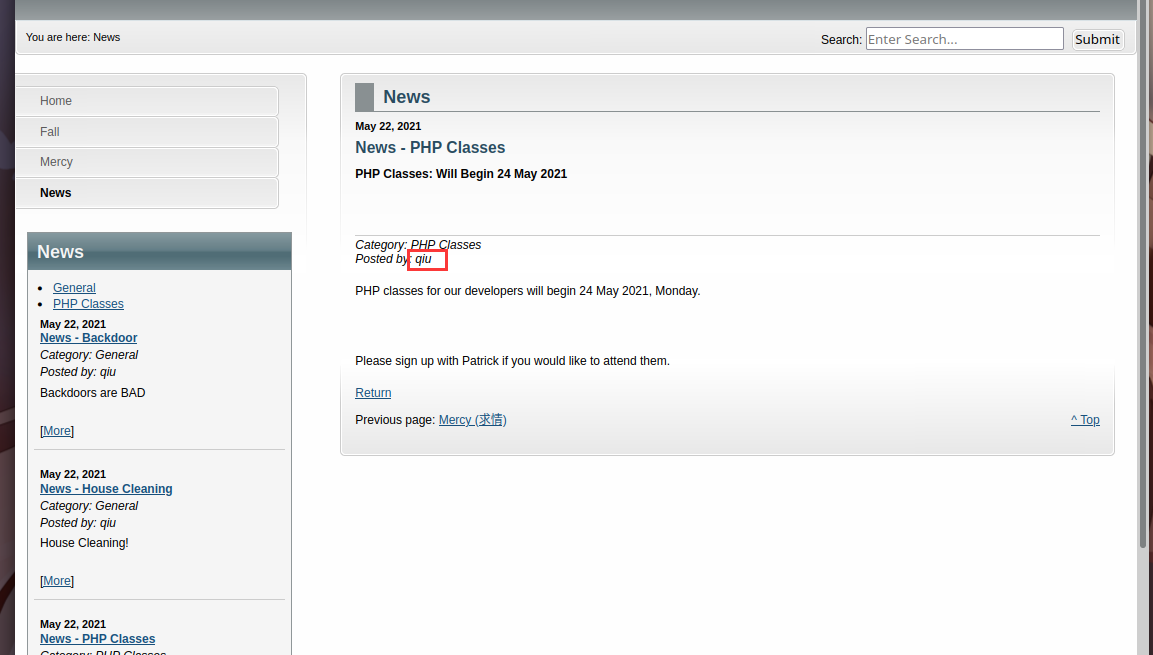 You are here: News
Search: Enter Search... Submit
Home
Fall
Mercy
News
News
General
PHP Classes
May 22, 2021
News - Backdoor
Category: General
Posted by: qiu
Backdoors are BAD
[More]
May 22, 2021
News - House Cleaning
Category: General
Posted by: qiu
House Cleaning!
[More]
May 22, 2021
News - PHP Classes
Category: PHP Classes
News
May 22, 2021
News - PHP Classes
PHP Classes: Will Begin 24 May 2021
Category: PHP Classes
Posted by: qiu
PHP classes for our developers will begin 24 May 2021, Monday.
Please sign up with Patrick if you would like to attend them.
Return
Previous page: Mercy (求情)
^ Top